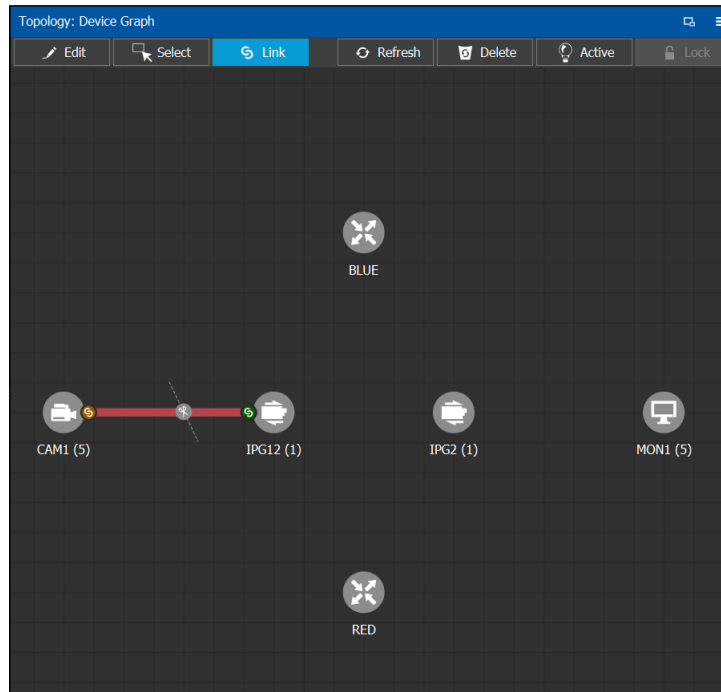 Topology: Device Graph
Edit Select Link Refresh Delete Active Lock
BLUE
CAM1 (5) IPG12 (1) IPG2 (1) MON1 (5)
RED